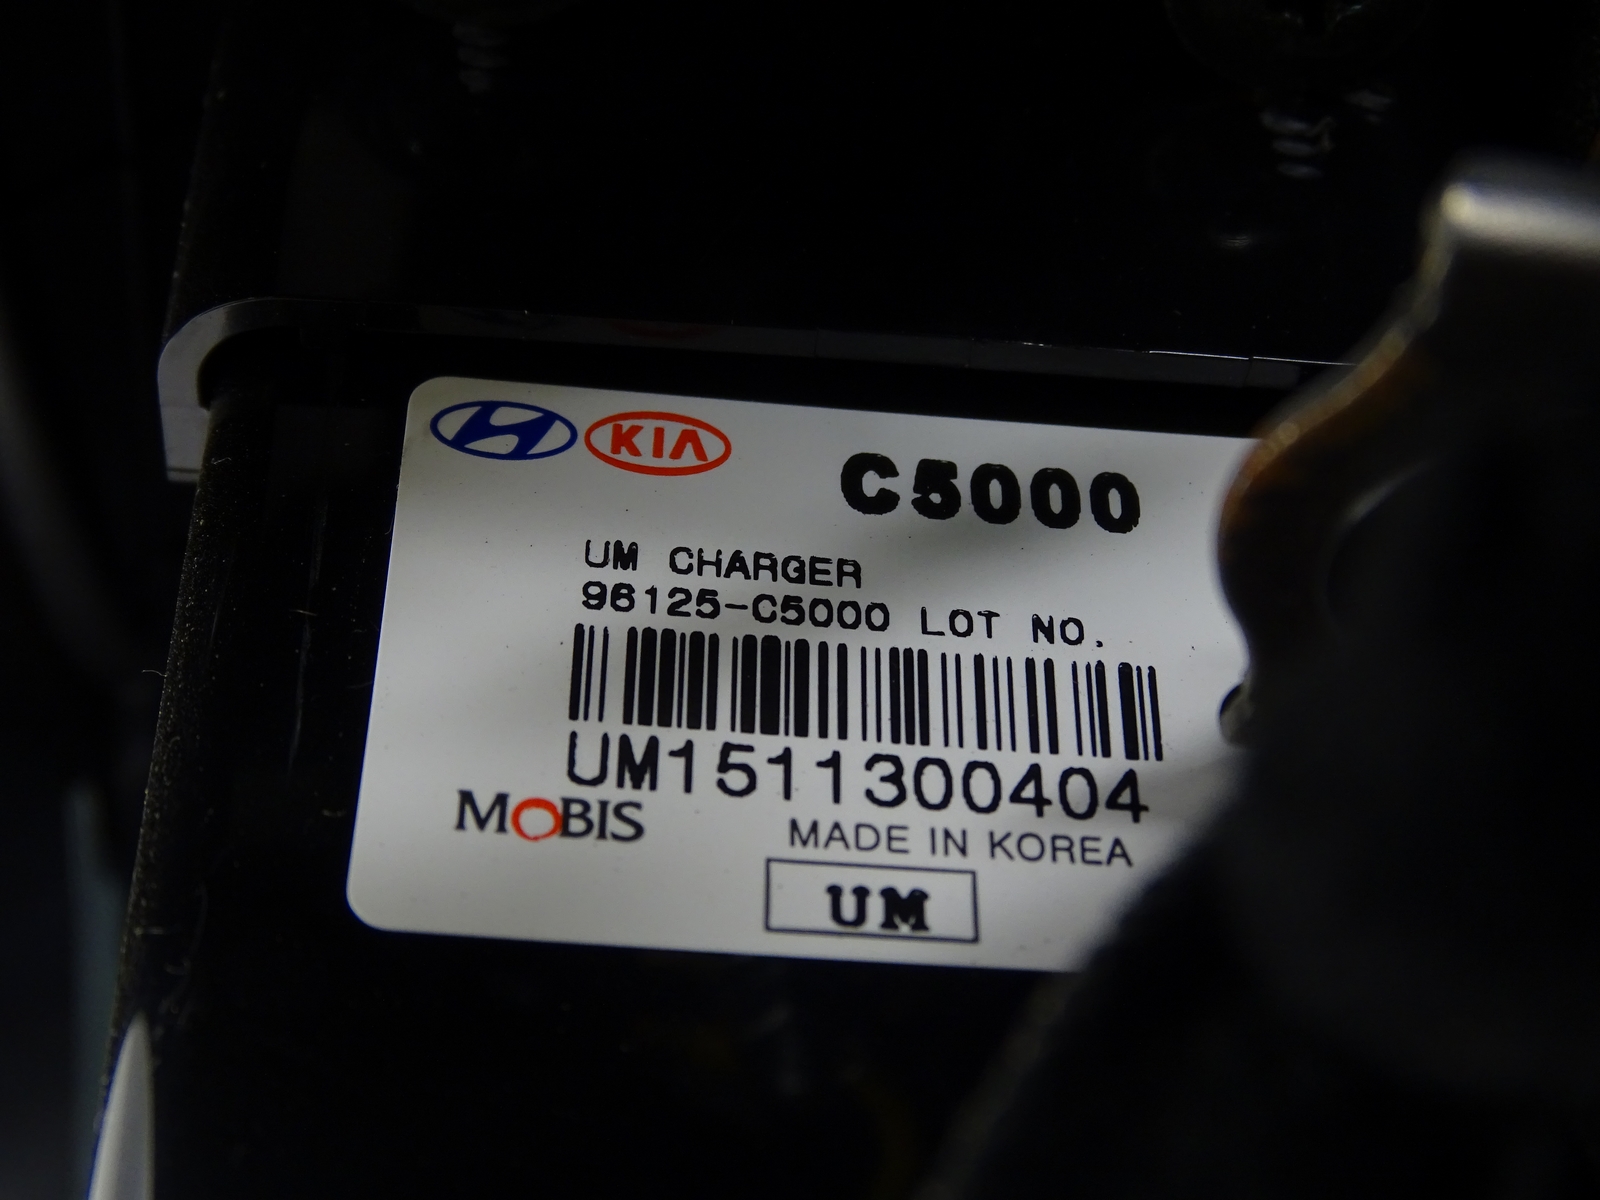 KIA
C5000
UM CHARGER
96125-C5000 LOT NO.
UM1511300404
MOBIS
MADE IN KOREA
UM